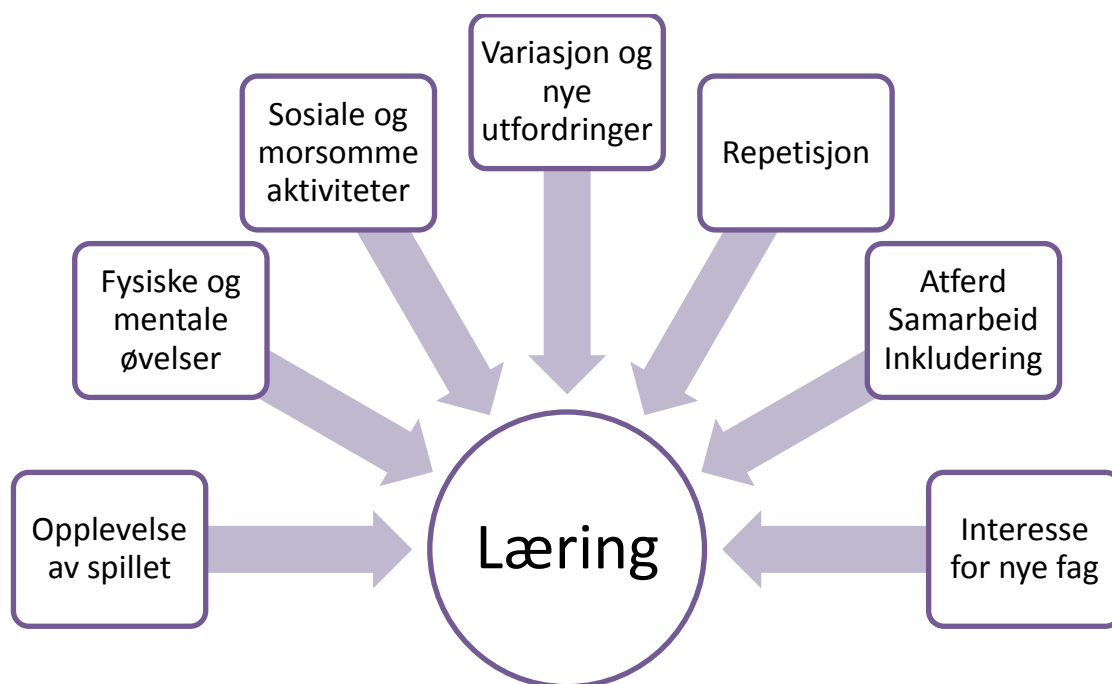 Opplevelse
av spillet
Fysiske og
mentale
øvelser
Sosiale og
morsomme
aktiviteter
Variasjon og
nye
utfordringer
Repetisjon
Atferd
Samarbeid
Inkludering
Interesse
for nye fag
Læring